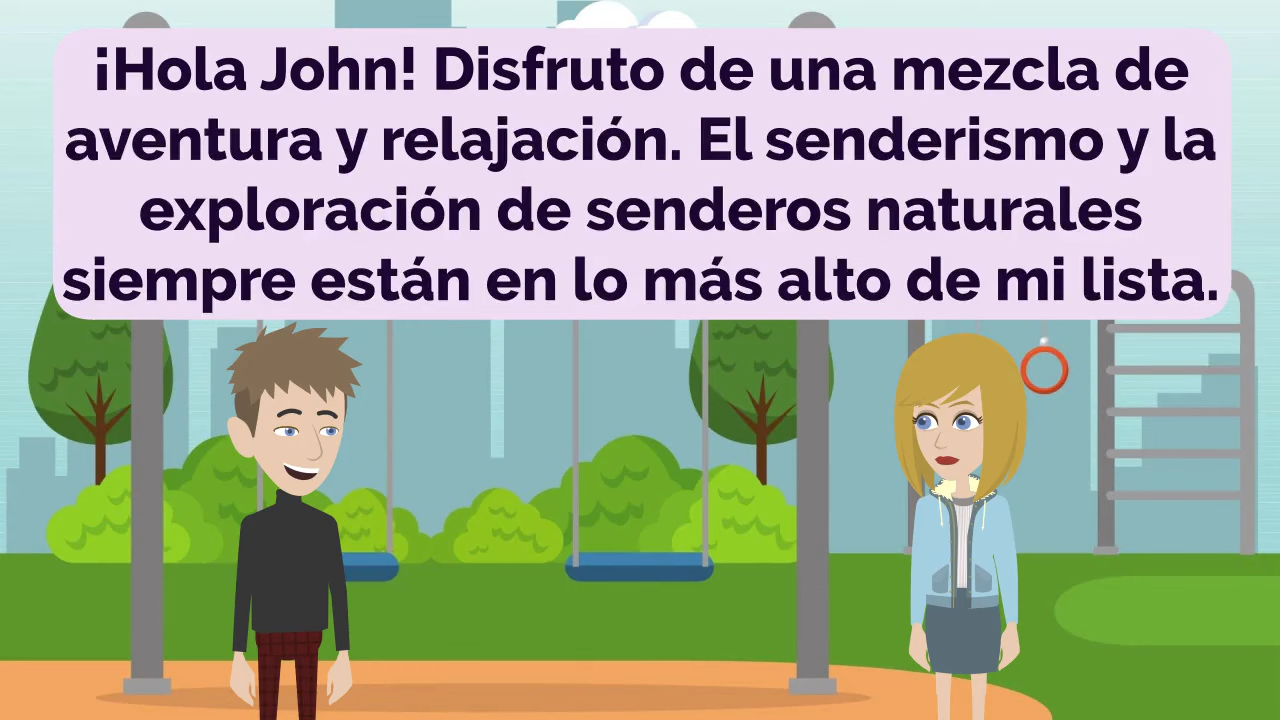 ¡Hola John! Disfruto de una mezcla de
aventura y relajación. El senderismo y la
exploración de senderos naturales
siempre están en lo más alto de mi lista.